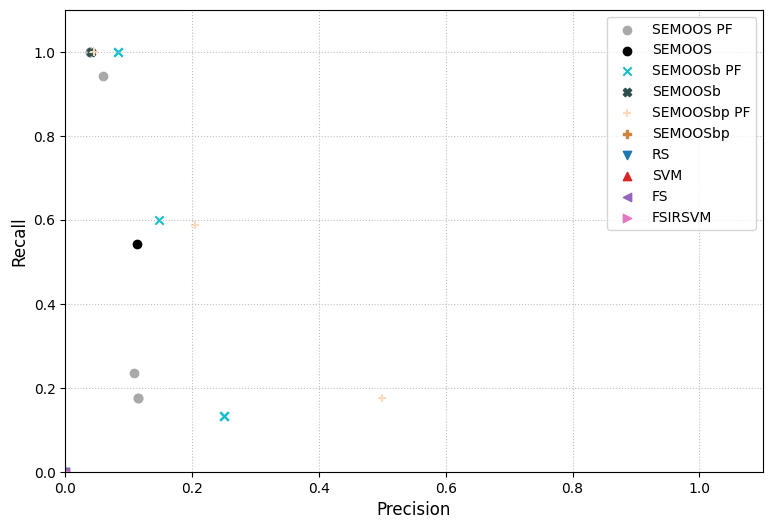 SEMOOS PF
SEMOOS
SEMOOSb PF
SEMOOSb
SEMOOSbp PF
SEMOOSbp
RS
SVM
FS
FSIRSVM
1.0
0.8
0.6
0.4
0.2
0.0
Recall
0.0 0.2 0.4 0.6 0.8 1.0
Precision